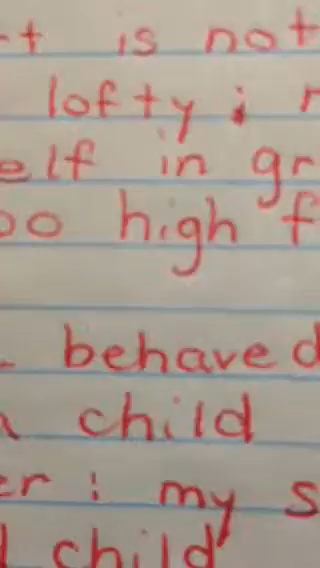 t is not
lofty ;
elf in gr
oo high f
behaved
a child
er : my s
child